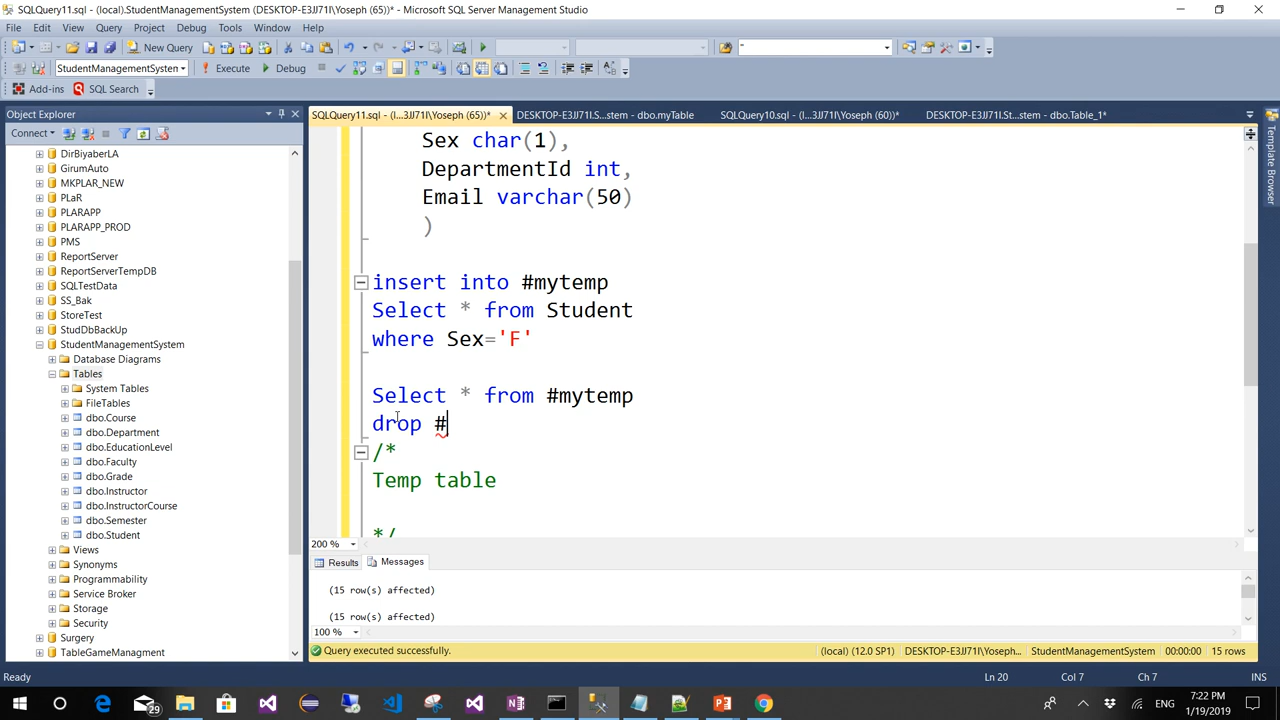 SQLQuery11.sql - (local).StudentManagementSystem (DESKTOP-E3JJ71I\Yoseph (65))* - Microsoft SQL Server Management Studio
File Edit View Query Project Debug Tools Window Help
New Query
StudentManagementSysten Execute Debug
Add-ins SQL Search
Object Explorer
Connect
DirBiyaberLA
GirumAuto
MKPLAR_NEW
PLaR
PLARAPP
PLARAPP_PROD
PMS
ReportServer
ReportServerTempDB
SQLTestData
SS_Bak
StoreTest
StudDbBackUp
StudentManagementSystem
Database Diagrams
Tables
System Tables
FileTables
dbo.Course
dbo.Department
dbo.EducationLevel
dbo.Faculty
dbo.Grade
dbo.Instructor
dbo.InstructorCourse
dbo.Semester
dbo.Student
Views
Synonyms
Programmability
Service Broker
Storage
Security
Surgery
TableGameManagment
SQLQuery11.sql - (l...3JJ71I\Yoseph (65))* DESKTOP-E3JJ71I.S...stem - dbo.myTable SQLQuery10.sql - (l...3JJ71I\Yoseph (60))* DESKTOP-E3JJ71I.St...stem - dbo.Table_1*
Sex char(1),
DepartmentId int,
Email varchar(50)
)
insert into #mytemp
Select * from Student
where Sex='F'
Select * from #mytemp
drop #
/*
Temp table
*/
200 %
Results Messages
(15 row(s) affected)
(15 row(s) affected)
100 %
Query executed successfully. (local) (12.0 SP1) DESKTOP-E3JJ71I\Yoseph... StudentManagementSystem 00:00:00 15 rows
Ready Ln 20 Col 7 Ch 7 INS
Template Browser
29
ENG
7:22 PM
1/19/2019